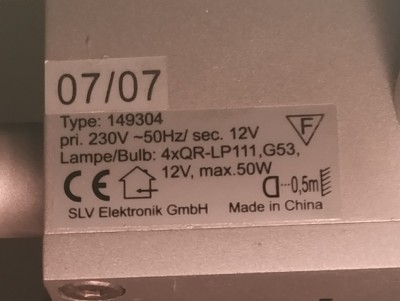 07/07
Type: 149304
pri. 230V ~50Hz/ sec. 12V
Lampe/Bulb: 4xQR-LP111,G53,
12V, max.50W
F
CE
0,5m
SLV Elektronik GmbH Made in China